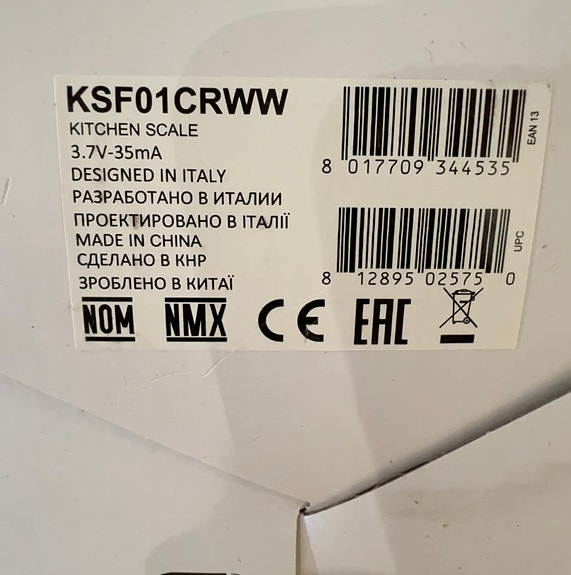 KSF01CRWW
KITCHEN SCALE
3.7V-35mA
DESIGNED IN ITALY
РАЗРАБОТАНО В ИТАЛИИ
ПРОЕКТИРОВАНО В ІТАЛІЇ
MADE IN CHINA
СДЕЛАНО В КНР
ЗРОБЛЕНО В КИТАЇ
NOM NMX CE EAC
8 017709 344535
EAN 13
8 12895 02575 0
UPC